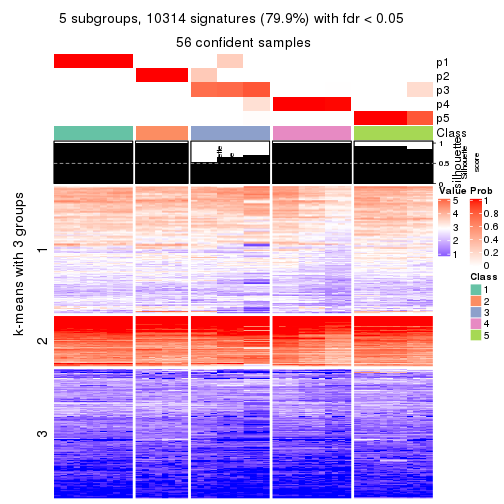 5 subgroups, 10314 signatures (79.9%) with fdr < 0.05
56 confident samples
p1
p2
p3
p4
p5
Class
1
0.5
0
silhouette
Silhouette
score
k-means with 3 groups
1
2
3
Value
5
4
3
2
1
Prob
1
0.8
0.6
0.4
0.2
0
Class
1
2
3
4
5